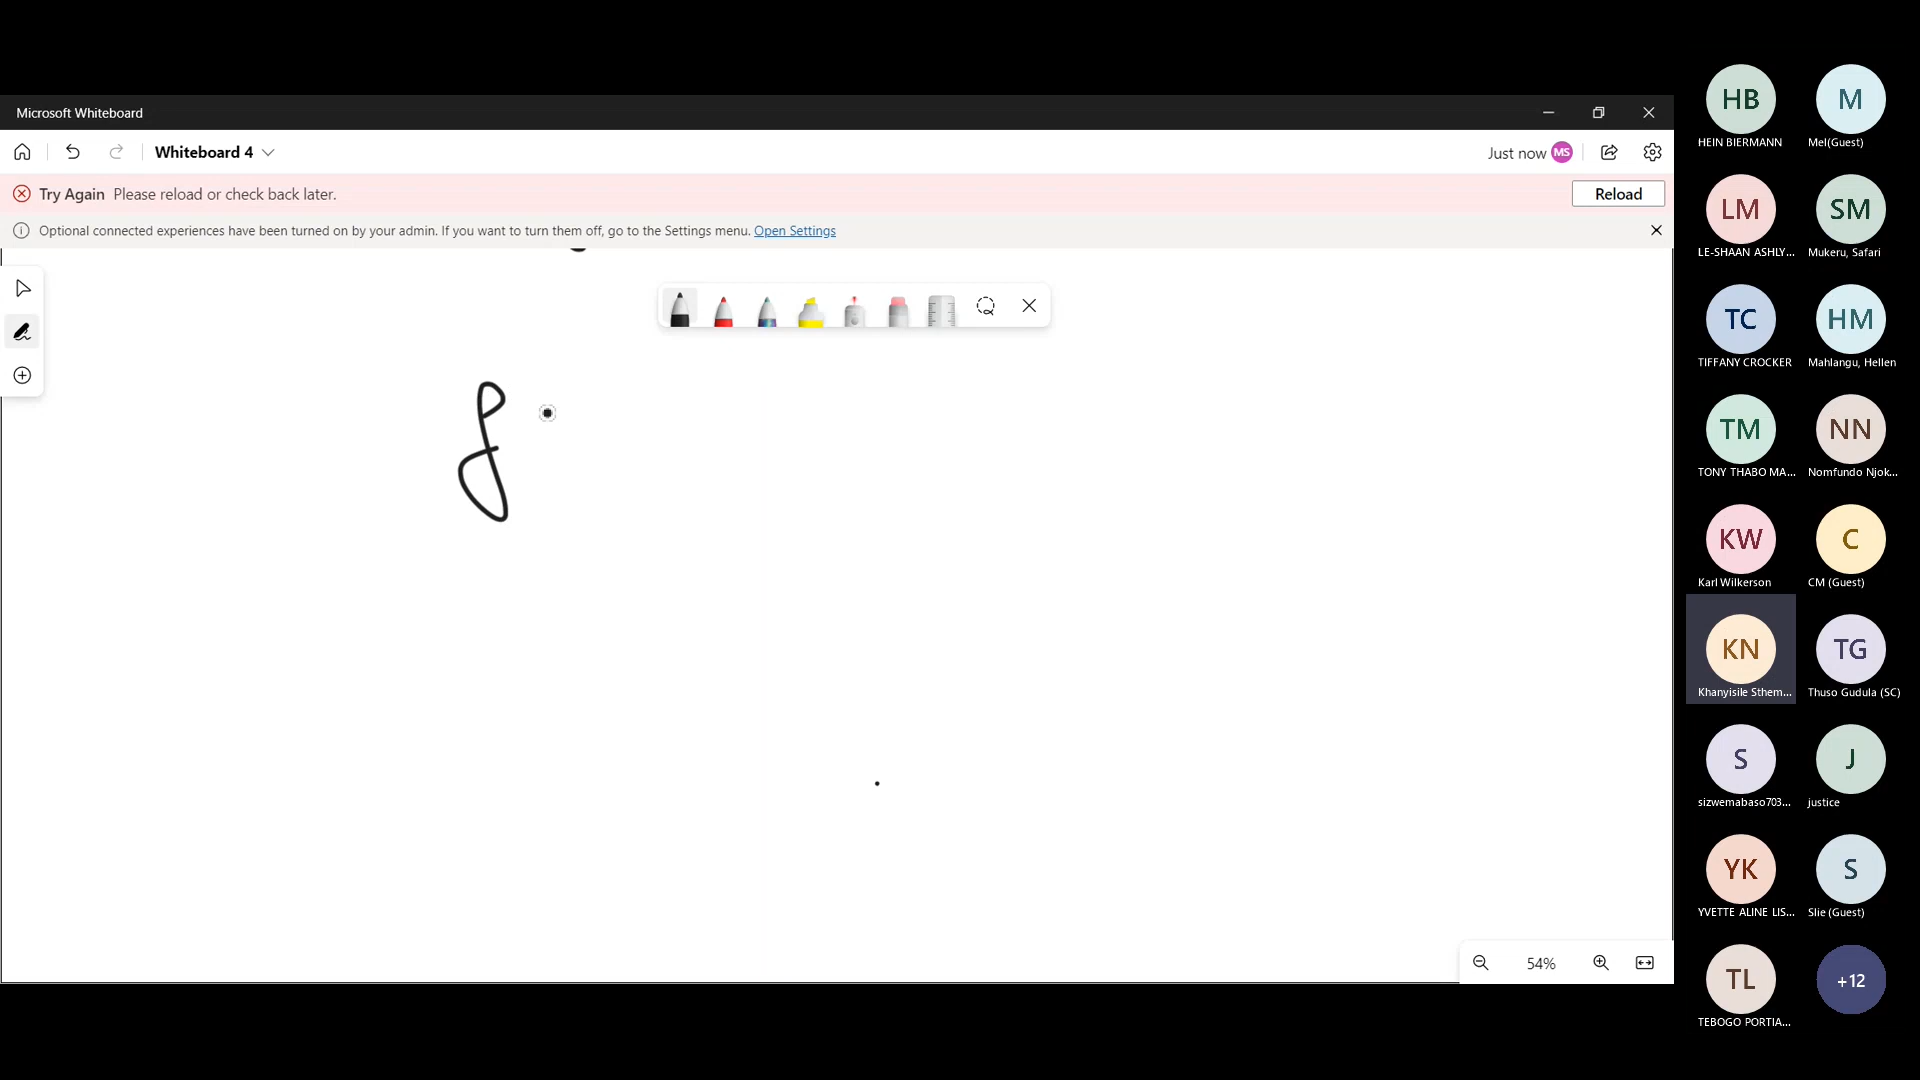 Microsoft Whiteboard
Whiteboard 4
Just now MS
Try Again Please reload or check back later.
Reload
Optional connected experiences have been turned on by your admin. If you want to turn them off, go to the Settings menu. Open Settings
54%
HB M
HEIN BIERMANN Mel(Guest)
LM SM
LE-SHAAN ASHLY... Mukeru, Safari
TC HM
TIFFANY CROCKER Mahlangu, Hellen
TM NN
TONY THABO MA... Nomfundo Njok...
KW C
Karl Wilkerson CM (Guest)
KN TG
Khanyisile Sthem... Thuso Gudula (SC)
S J
sizwemabaso703... justice
YK S
YVETTE ALINE LIS... Slie (Guest)
TL +12
TEBOGO PORTIA...